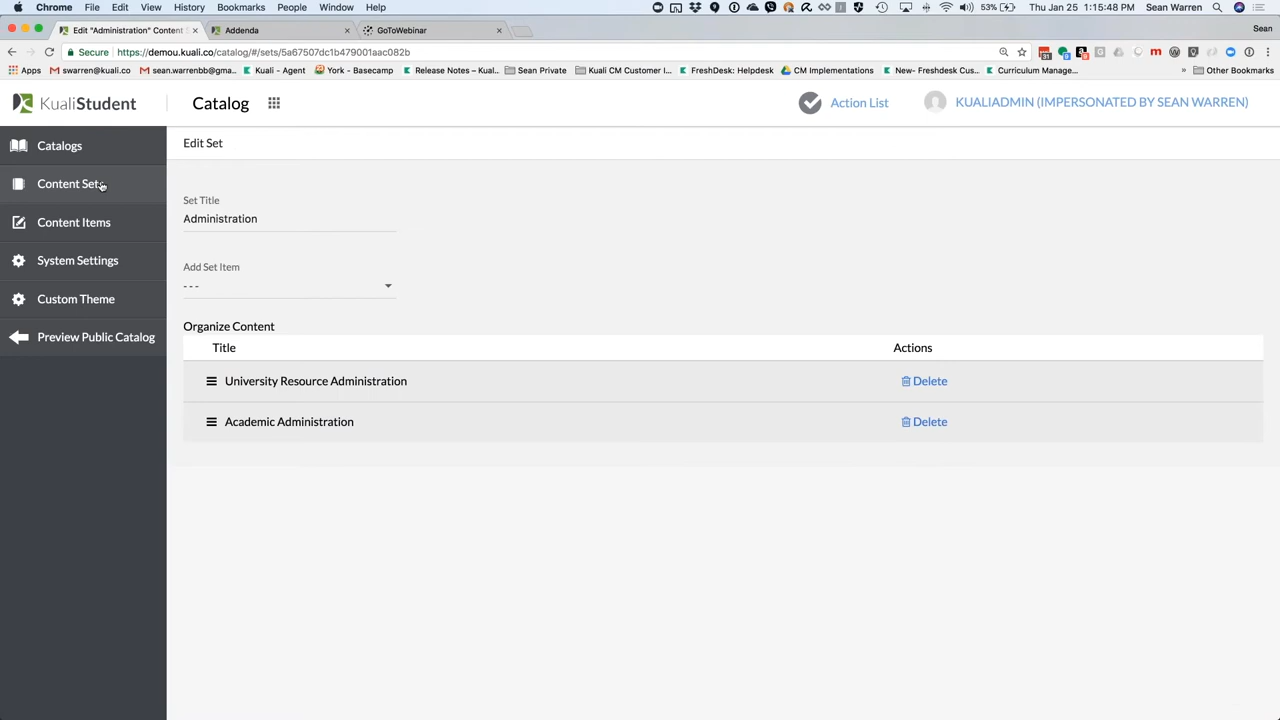 Chrome File Edit View History Bookmarks People Window Help 53% Thu Jan 25 1:15:48 PM Sean Warren
Edit "Administration" Content S × Addenda × GoToWebinar × Sean
Secure https://demou.kuali.co/catalog/#/sets/5a67507dc1b479001aac082b
Apps swarren@kuali.co sean.warrenbb@gma... Kuali - Agent York - Basecamp Release Notes – Kual... Sean Private Kuali CM Customer I... FreshDesk: Helpdesk CM Implementations New- Freshdesk Cus... Curriculum Manage... » Other Bookmarks
KualiStudent Catalog Action List KUALIADMIN (IMPERSONATED BY SEAN WARREN)
Catalogs
Content Sets
Content Items
System Settings
Custom Theme
Preview Public Catalog
Edit Set
Set Title
Administration
Add Set Item
---
Organize Content
Title Actions
University Resource Administration Delete
Academic Administration Delete